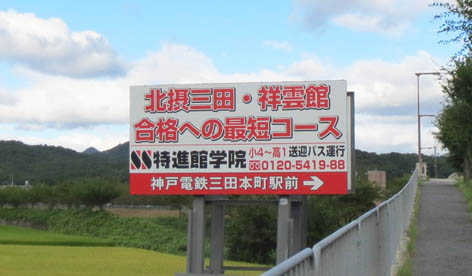 北摂三田・祥雲館
合格への最短コース
特進館学院 小4～高1 送迎バス運行
0120-5419-88
神戸電鉄三田本町駅前→